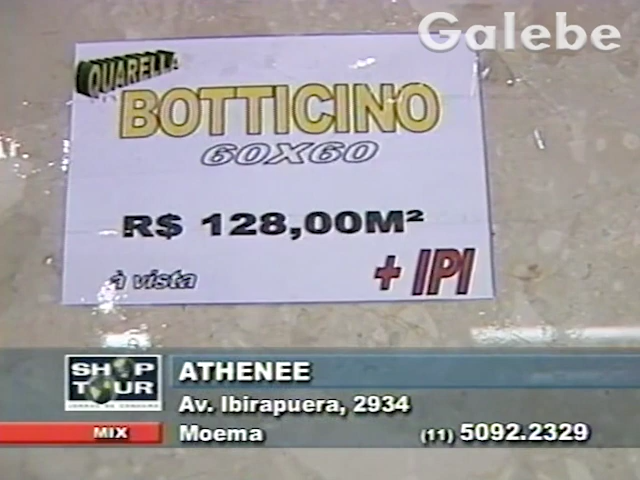 Galebe
QUARELLA
BOTTICINO
60X60
R$ 128,00M²
à vista
+ IPI
SHOP
TOUR
ATHENEE
Av. Ibirapuera, 2934
MIX
Moema
(11) 5092.2329